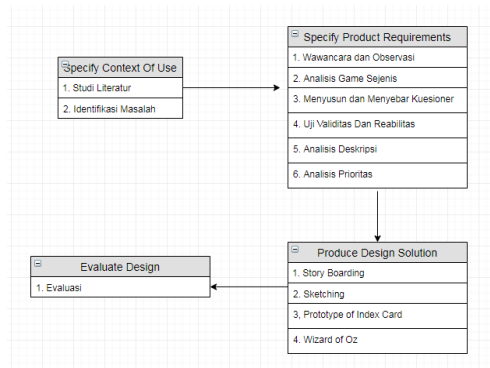 Specify Context Of Use
1. Studi Literatur
2. Identifikasi Masalah
Specify Product Requirements
1. Wawancara dan Observasi
2. Analisis Game Sejenis
3. Menyusun dan Menyebar Kuesioner
4. Uji Validitas Dan Reabilitas
5. Analisis Deskripsi
6. Analisis Prioritas
Produce Design Solution
1. Story Boarding
2. Sketching
3, Prototype of Index Card
4. Wizard of Oz
Evaluate Design
1. Evaluasi